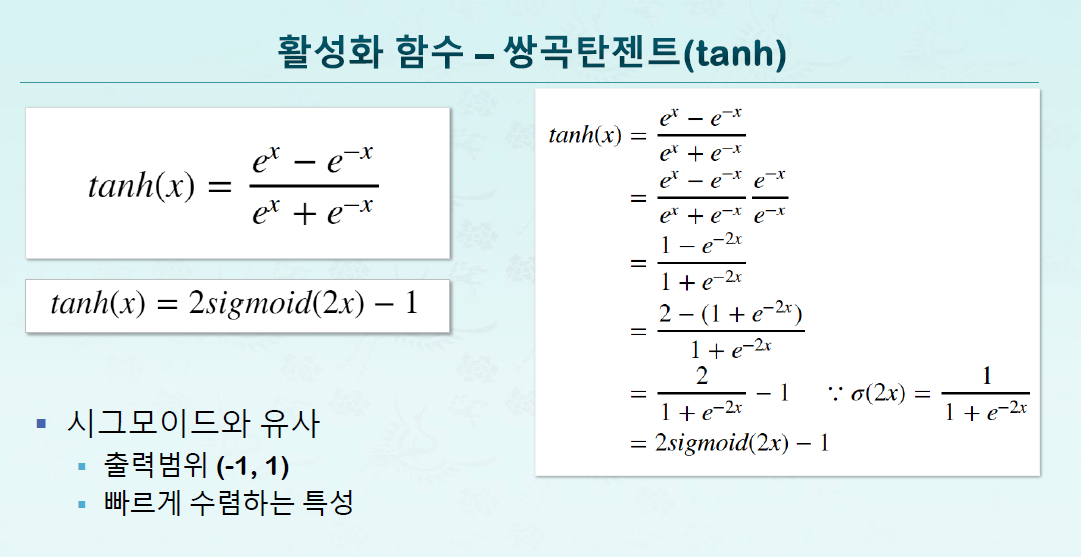 활성화 함수 – 쌍곡탄젠트(tanh)
tanh(x) = \frac{e^x − e^{−x}}{e^x + e^{−x}}
tanh(x) = 2sigmoid(2x) − 1
▪ 시그모이드와 유사
▪ 출력범위 (-1, 1)
▪ 빠르게 수렴하는 특성
tanh(x) = \frac{e^x − e^{−x}}{e^x + e^{−x}}
= \frac{e^x − e^{−x}}{e^x + e^{−x}} \frac{e^{−x}}{e^{−x}}
= \frac{1 − e^{−2x}}{1 + e^{−2x}}
= \frac{2 − (1 + e^{−2x})}{1 + e^{−2x}}
= \frac{2}{1 + e^{−2x}} − 1 ∵ σ(2x) = \frac{1}{1 + e^{−2x}}
= 2sigmoid(2x) − 1